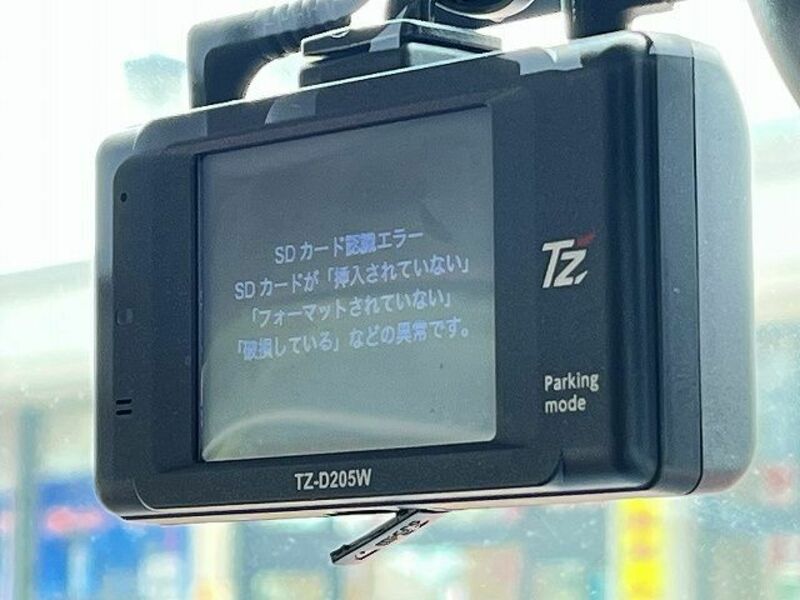 SDカード認識エラー
SDカードが「挿入されていない」
「フォーマットされていない」
「破損している」などの異常です。
TZ
Parking
mode
TZ-D205W